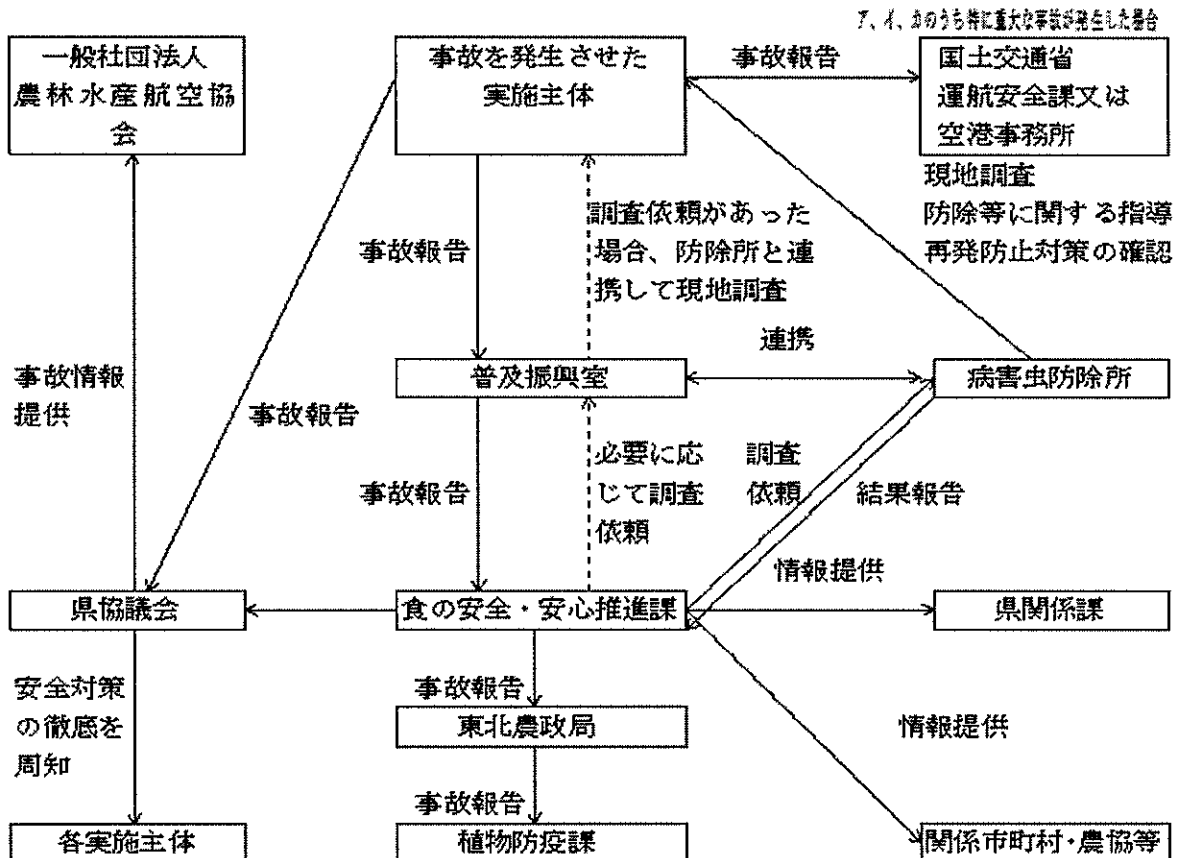 ア、イ、カのうち特に重大な事故が発生した場合
一般社団法人
農林水産航空協
会
事故を発生させた
実施主体
事故報告
国土交通省
運航安全課又は
空港事務所
現地調査
防除等に関する指導
再発防止対策の確認
調査依頼があった
場合、防除所と連
携して現地調査
事故報告
連携
普及振興室
病害虫防除所
事故情報
提供
事故報告
必要に応
じて調査
依頼
調査
依頼
事故報告
結果報告
情報提供
県協議会
食の安全・安心推進課
県関係課
安全対策
の徹底を
周知
事故報告
東北農政局
情報提供
事故報告
各実施主体
植物防疫課
関係市町村・農協等